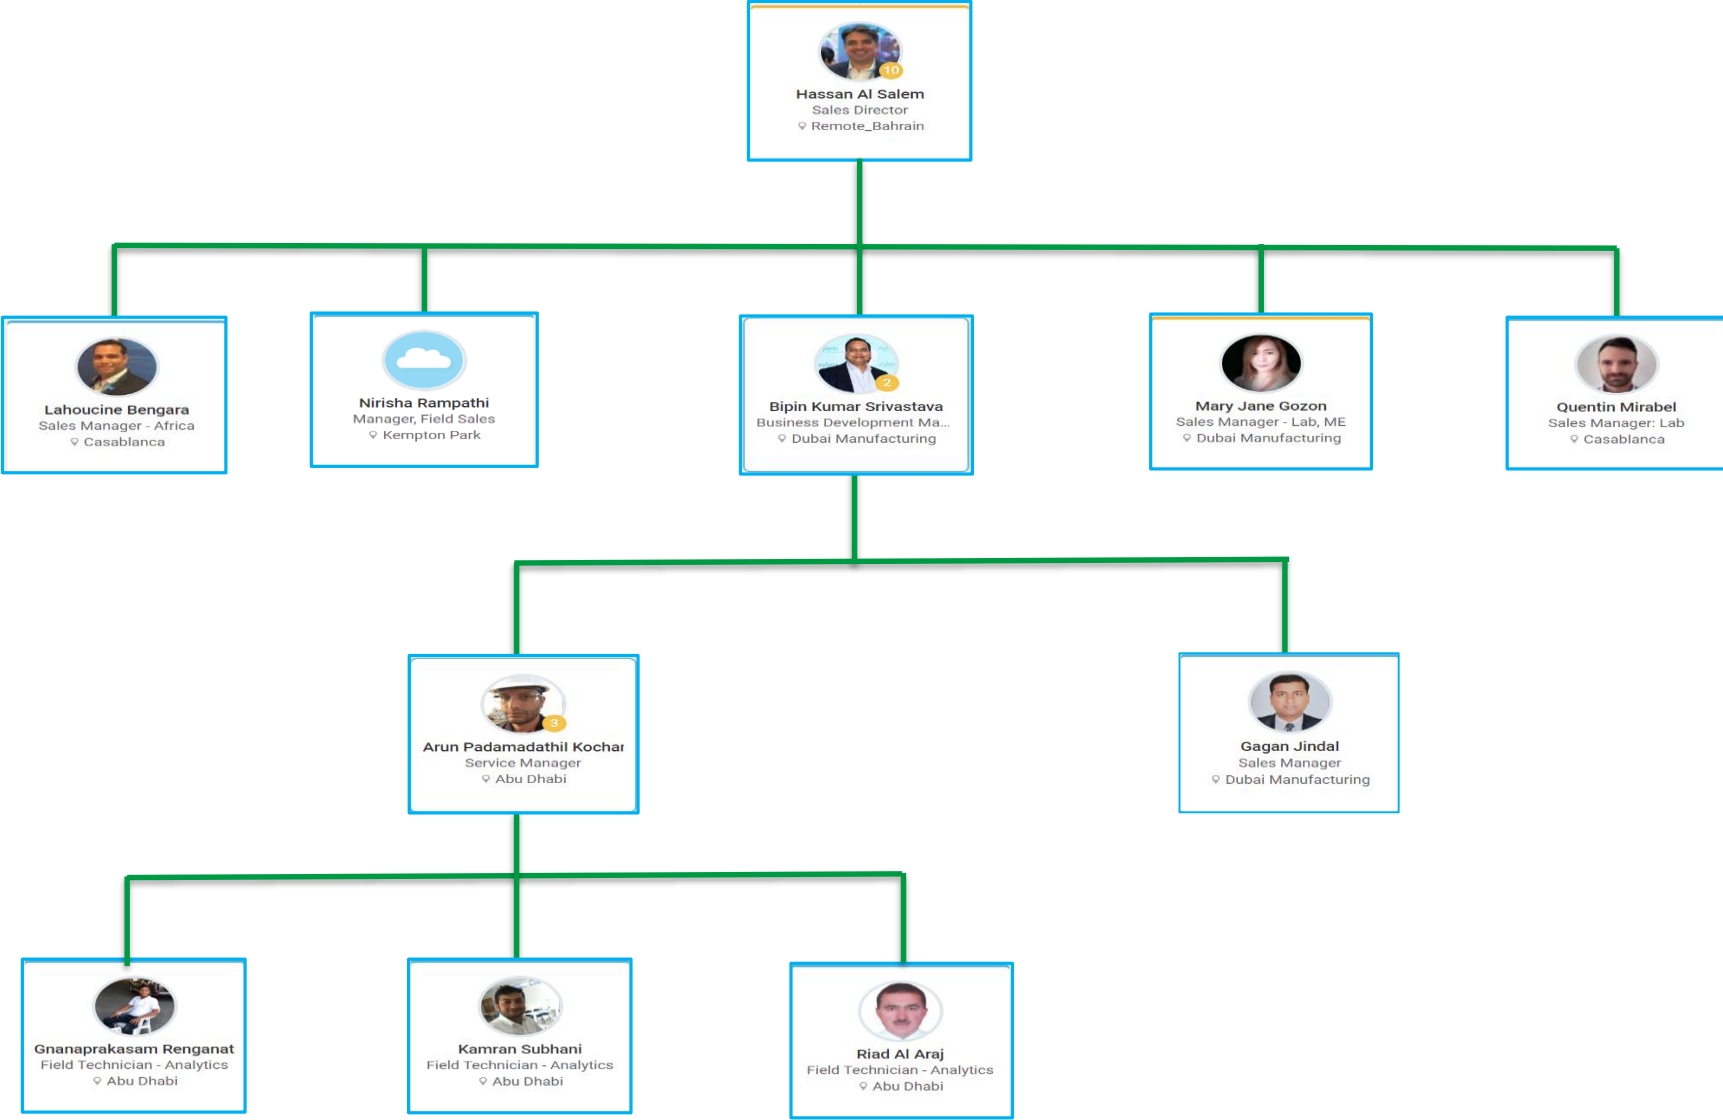 10
Hassan Al Salem
Sales Director
Remote_Bahrain
Lahoucine Bengara
Sales Manager - Africa
Casablanca
Nirisha Rampathi
Manager, Field Sales
Kempton Park
2
Bipin Kumar Srivastava
Business Development Ma...
Dubai Manufacturing
Mary Jane Gozon
Sales Manager - Lab, ME
Dubai Manufacturing
Quentin Mirabel
Sales Manager: Lab
Casablanca
3
Arun Padamadathil Kochar
Service Manager
Abu Dhabi
Gagan Jindal
Sales Manager
Dubai Manufacturing
Gnanaprakasam Renganat
Field Technician - Analytics
Abu Dhabi
Kamran Subhani
Field Technician - Analytics
Abu Dhabi
Riad Al Araj
Field Technician - Analytics
Abu Dhabi